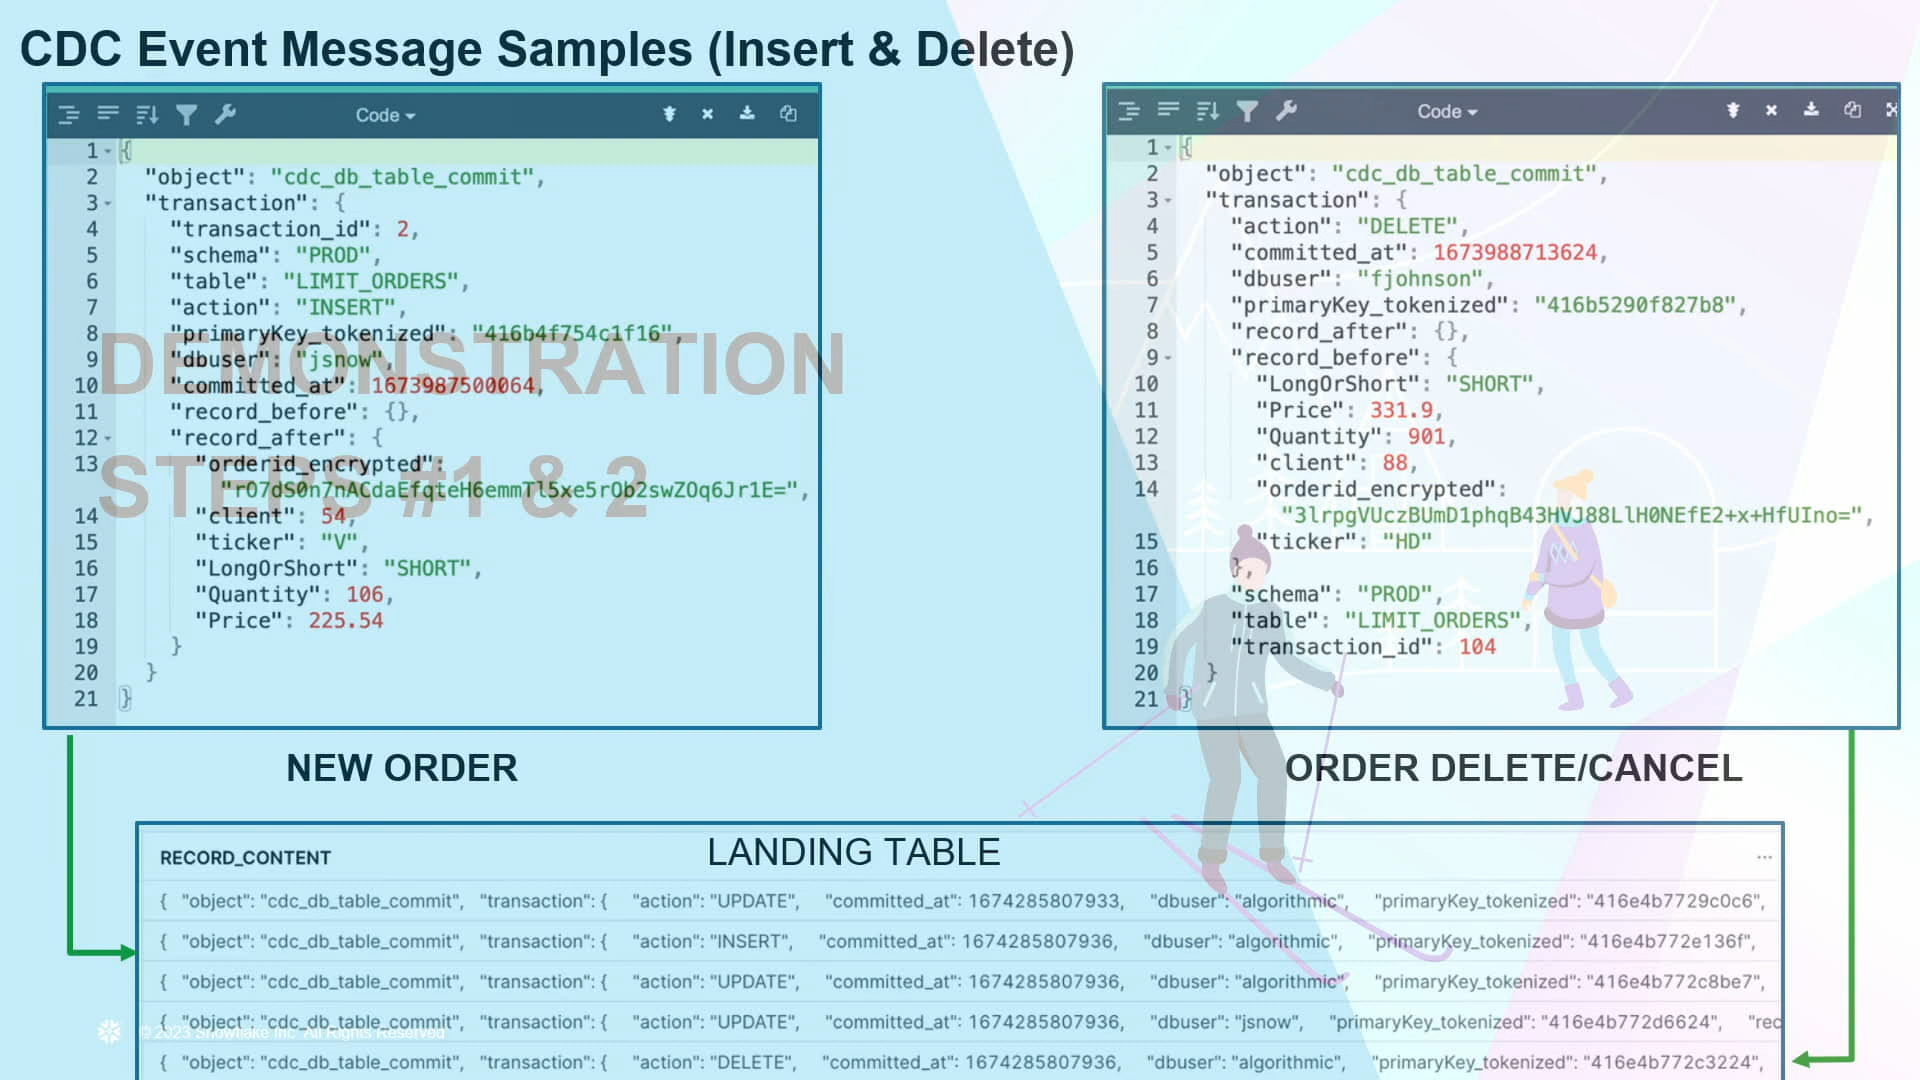 CDC Event Message Samples (Insert & Delete)
Code
1 {
2 "object": "cdc_db_table_commit",
3 "transaction": {
4 "transaction_id": 2,
5 "schema": "PROD",
6 "table": "LIMIT_ORDERS",
7 "action": "INSERT",
8 "primaryKey_tokenized": "416b4f754c1f16",
9 "dbuser": "jsnow",
10 "committed_at": 1673987500064,
11 "record_before": {},
12 "record_after": {
13 "orderid_encrypted":
"rO7dS0n7nACdaEfqteH6emmTl5xe5rOb2swZOq6Jr1E=",
14 "client": 54,
15 "ticker": "V",
16 "LongOrShort": "SHORT",
17 "Quantity": 106,
18 "Price": 225.54
19 }
20 }
21 }
DEMONSTRATION
STEPS #1 & 2
NEW ORDER
Code
1 {
2 "object": "cdc_db_table_commit",
3 "transaction": {
4 "action": "DELETE",
5 "committed_at": 1673988713624,
6 "dbuser": "fjohnson",
7 "primaryKey_tokenized": "416b5290f827b8",
8 "record_after": {},
9 "record_before": {
10 "LongOrShort": "SHORT",
11 "Price": 331.9,
12 "Quantity": 901,
13 "client": 88,
14 "orderid_encrypted":
"3lrpgVUczBUmD1phqB43HVJ88LlH0NEfE2+x+HfUIno=",
15 "ticker": "HD"
16 },
17 "schema": "PROD",
18 "table": "LIMIT_ORDERS",
19 "transaction_id": 104
20 }
21 }
ORDER DELETE/CANCEL
LANDING TABLE
RECORD_CONTENT ...
{ "object": "cdc_db_table_commit", "transaction": { "action": "UPDATE", "committed_at": 1674285807933, "dbuser": "algorithmic", "primaryKey_tokenized": "416e4b7729c0c6",
{ "object": "cdc_db_table_commit", "transaction": { "action": "INSERT", "committed_at": 1674285807936, "dbuser": "algorithmic", "primaryKey_tokenized": "416e4b772e136f",
{ "object": "cdc_db_table_commit", "transaction": { "action": "UPDATE", "committed_at": 1674285807936, "dbuser": "algorithmic", "primaryKey_tokenized": "416e4b772c8be7",
{ "object": "cdc_db_table_commit", "transaction": { "action": "UPDATE", "committed_at": 1674285807936, "dbuser": "jsnow", "primaryKey_tokenized": "416e4b772d6624", "rec
© 2023 Snowflake Inc. All Rights Reserved
{ "object": "cdc_db_table_commit", "transaction": { "action": "DELETE", "committed_at": 1674285807936, "dbuser": "algorithmic", "primaryKey_tokenized": "416e4b772c3224",